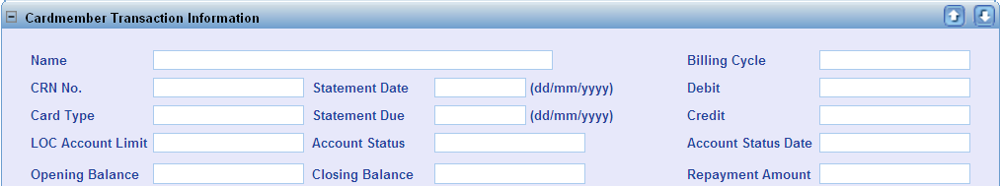 Cardmember Transaction Information
Name Billing Cycle
CRN No. Statement Date (dd/mm/yyyy) Debit
Card Type Statement Due (dd/mm/yyyy) Credit
LOC Account Limit Account Status Account Status Date
Opening Balance Closing Balance Repayment Amount